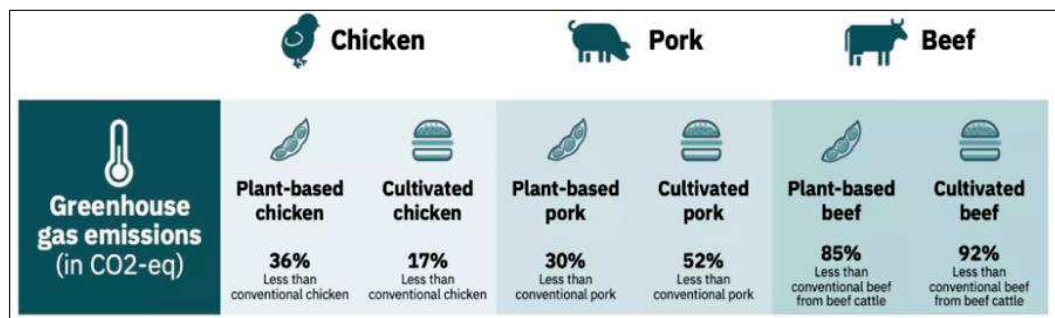 Chicken
Pork
Beef
Greenhouse
gas emissions
(in CO2-eq)
Plant-based
chicken
36%
Less than
conventional chicken
Cultivated
chicken
17%
Less than
conventional chicken
Plant-based
pork
30%
Less than
conventional pork
Cultivated
pork
52%
Less than
conventional pork
Plant-based
beef
85%
Less than
conventional beef
from beef cattle
Cultivated
beef
92%
Less than
conventional beef
from beef cattle